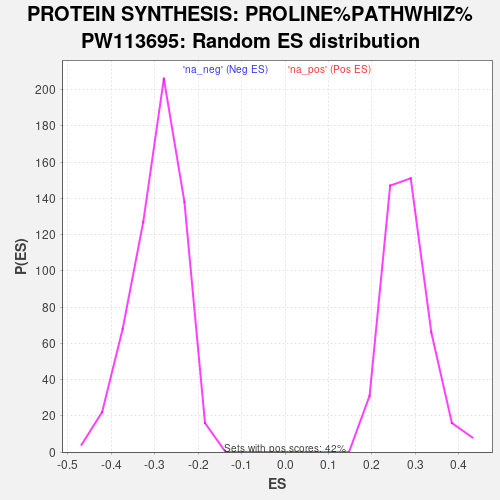 PROTEIN SYNTHESIS: PROLINE%PATHWHIZ%
PW113695: Random ES distribution
'na_neg' (Neg ES) 'na_pos' (Pos ES)
200
180
160
140
120
100
80
60
40
20
0
P(ES)
Sets with pos scores: 42%
-0.5 -0.4 -0.3 -0.2 -0.1 0.0 0.1 0.2 0.3 0.4
ES